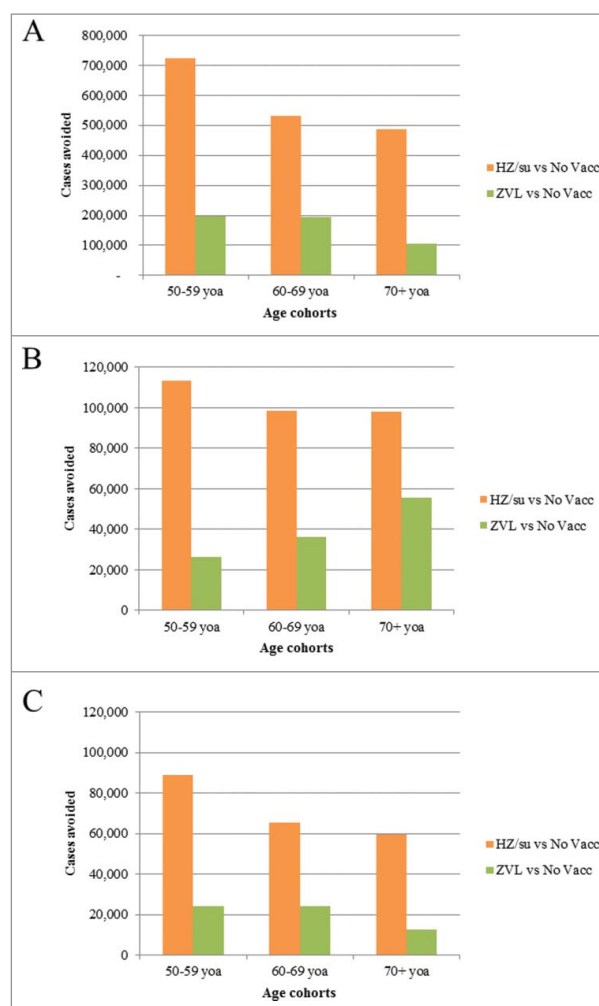 A
800,000
700,000
600,000
500,000
400,000
300,000
200,000
100,000
-
Cases avoided
50-59 yoa 60-69 yoa 70+ yoa
Age cohorts
HZ/su vs No Vacc
ZVL vs No Vacc
B
120,000
100,000
80,000
60,000
40,000
20,000
0
Cases avoided
50-59 yoa 60-69 yoa 70+ yoa
Age cohorts
HZ/su vs No Vacc
ZVL vs No Vacc
C
120,000
100,000
80,000
60,000
40,000
20,000
0
Cases avoided
50-59 yoa 60-69 yoa 70+ yoa
Age cohorts
HZ/su vs No Vacc
ZVL vs No Vacc